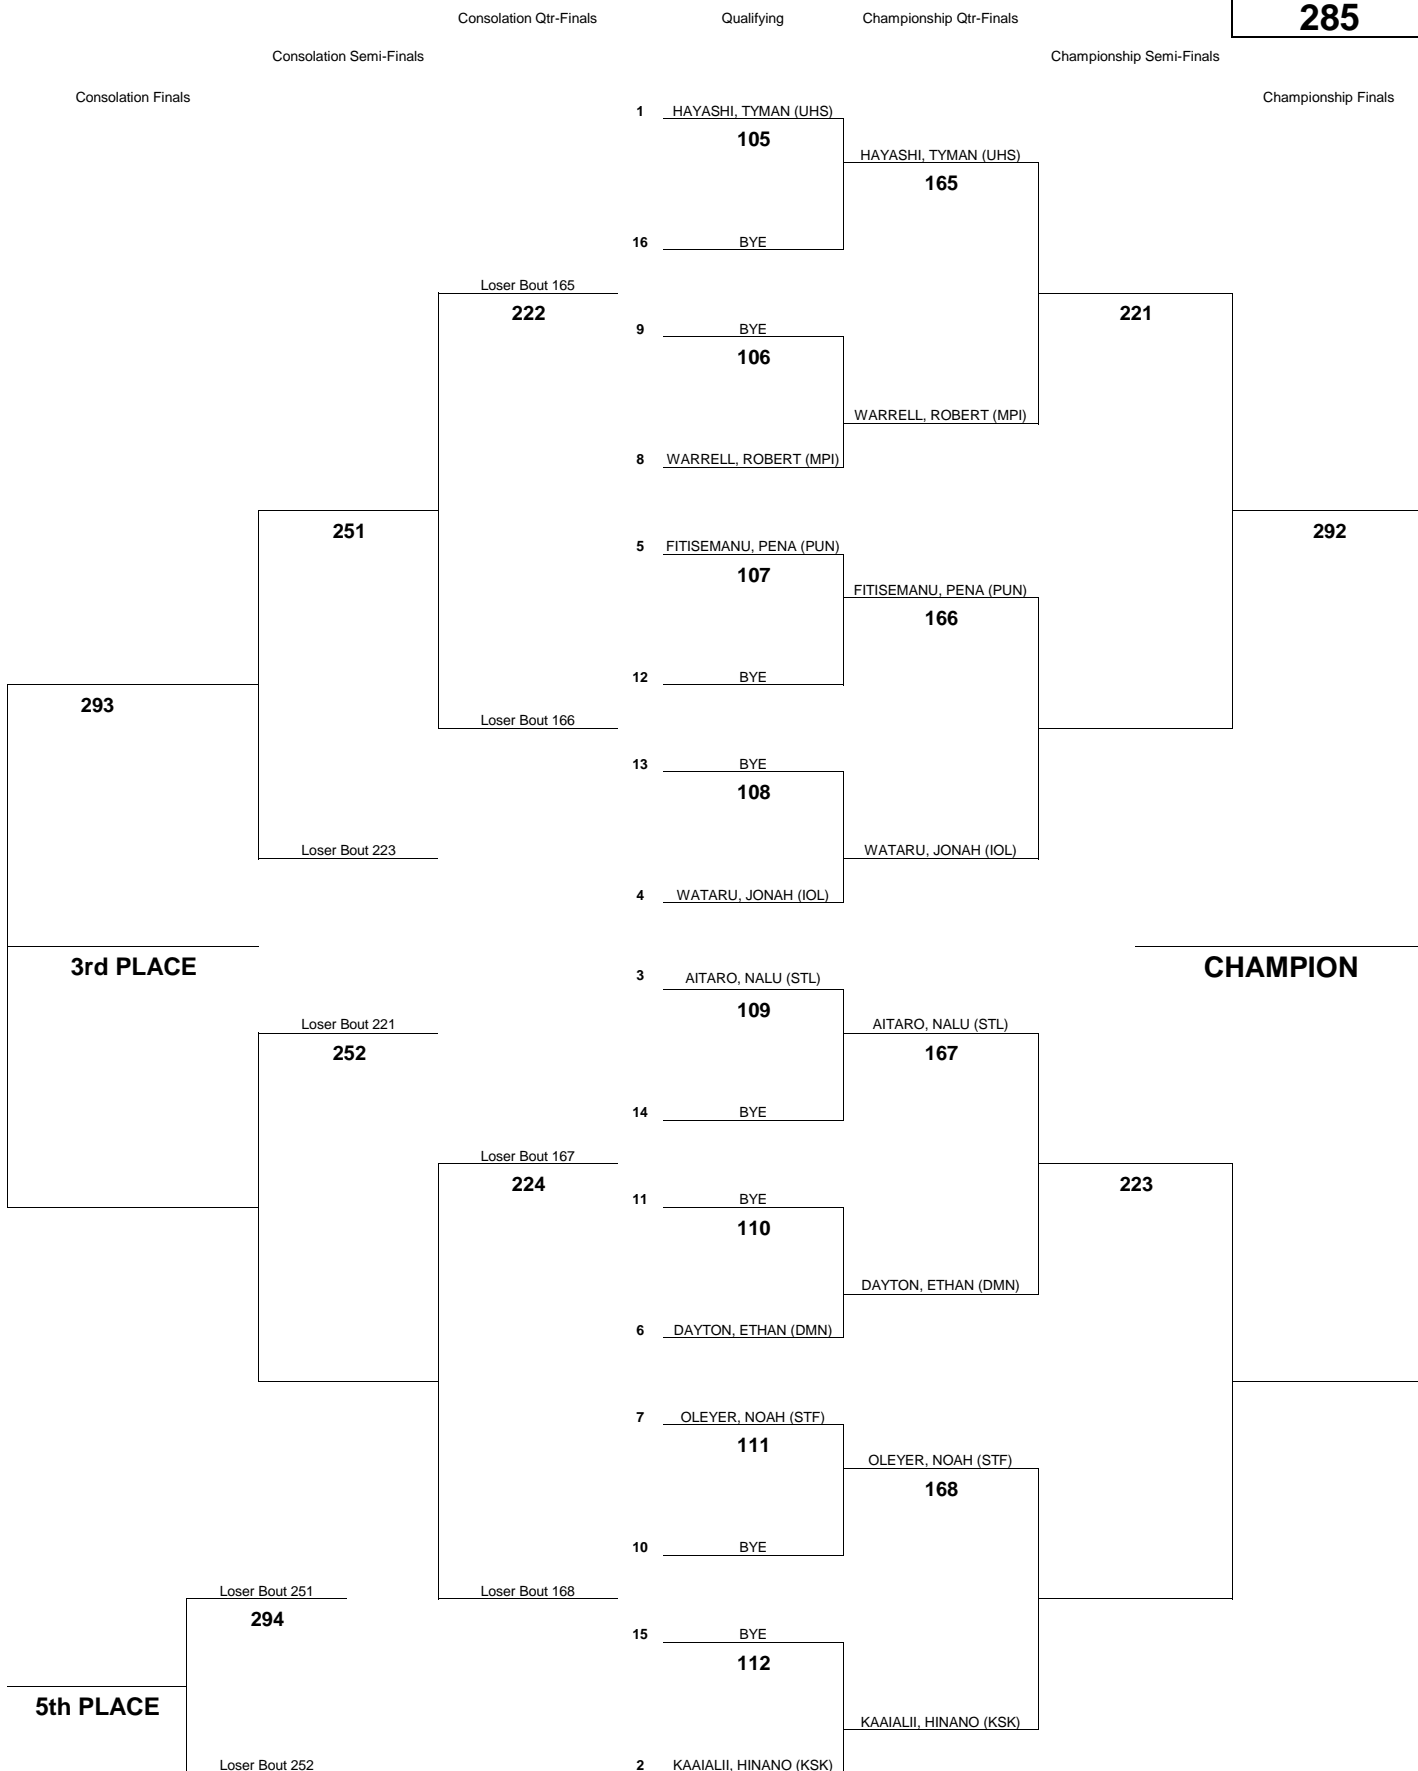 Consolation Qtr-Finals Qualifying Championship Qtr-Finals 285
Consolation Semi-Finals Championship Semi-Finals
Consolation Finals Championship Finals
1 HAYASHI, TYMAN (UHS)
105
HAYASHI, TYMAN (UHS)
165
16 BYE
Loser Bout 165
222 221
9 BYE
106
WARRELL, ROBERT (MPI)
8 WARRELL, ROBERT (MPI)
251 292
5 FITISEMANU, PENA (PUN)
107
FITISEMANU, PENA (PUN)
166
12 BYE
293
Loser Bout 166
13 BYE
108
Loser Bout 223 WATARU, JONAH (IOL)
4 WATARU, JONAH (IOL)
3rd PLACE CHAMPION
3 AITARO, NALU (STL)
109
Loser Bout 221 AITARO, NALU (STL)
252 167
14 BYE
Loser Bout 167
224 223
11 BYE
110
DAYTON, ETHAN (DMN)
6 DAYTON, ETHAN (DMN)
7 OLEYER, NOAH (STF)
111
OLEYER, NOAH (STF)
168
10 BYE
Loser Bout 251 Loser Bout 168
294
15 BYE
112
5th PLACE
KAAIALII, HINANO (KSK)
Loser Bout 252 2 KAAIALII, HINANO (KSK)